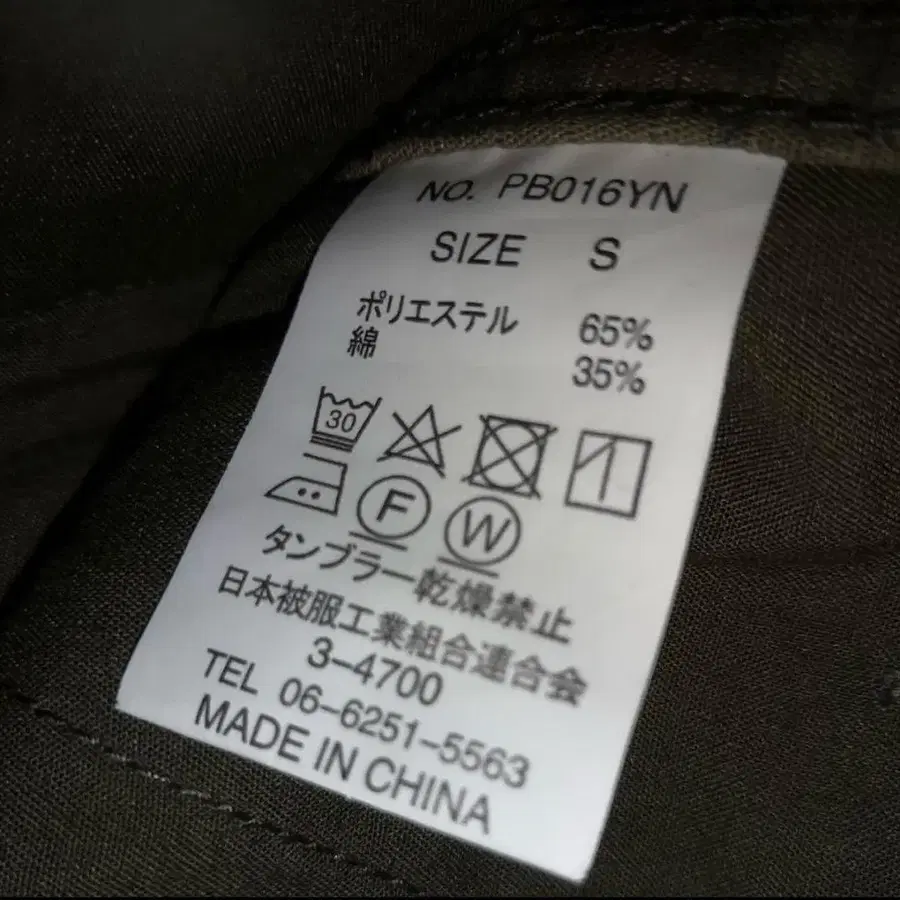 NO. PB016YN
SIZE S
ポリエステル 65%
綿 35%
30
F W
タンブラー乾燥禁止
日本被服工業組合連合会
3-4700
TEL 06-6251-5563
MADE IN CHINA